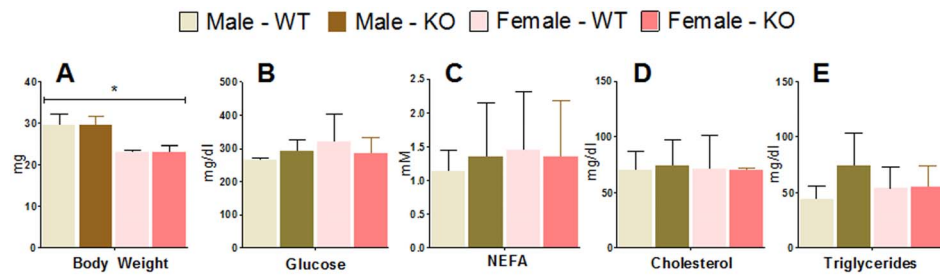 Male - WT Male - KO Female - WT Female - KO
A
*
40
30
20
10
0
mg
Body Weight
B
500
400
300
200
100
0
mg/dl
Glucose
C
2.5
2.0
1.5
1.0
0.5
0.0
mM
NEFA
D
150
100
50
0
mg/dl
Cholesterol
E
150
100
50
0
mg/dl
Triglycerides